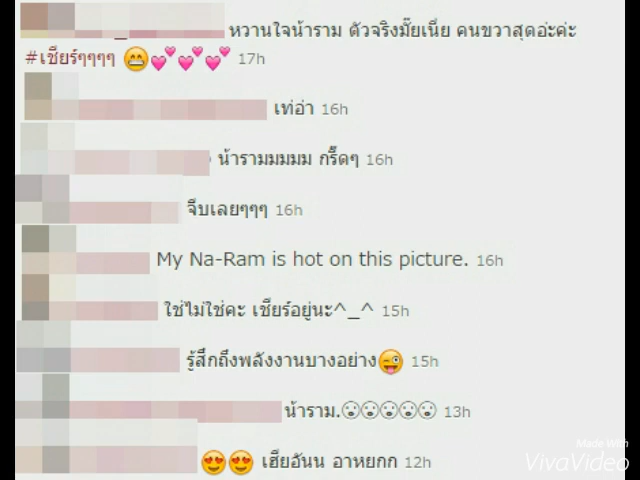 หวานใจน้าราม ตัวจริงมั้ยเนี่ย คนขวาสุดอ่ะค่ะ
#เชียร์ๆๆๆๆ 😁💕💕💕 17h
เท่อ่า 16h
น้ารามมมมม กรี๊ดๆ 16h
จึบเลยๆๆๆ 16h
My Na-Ram is hot on this picture. 16h
ใช่ไม่ใช่คะ เชียร์อยู่นะ^_^ 15h
รู้สึกถึงพลังงานบางอย่าง😜 15h
น้าราม.😮😮😮😮😮 13h
😍😍 เฮียอันนน อาหยกก 12h
Made With
VivaVideo